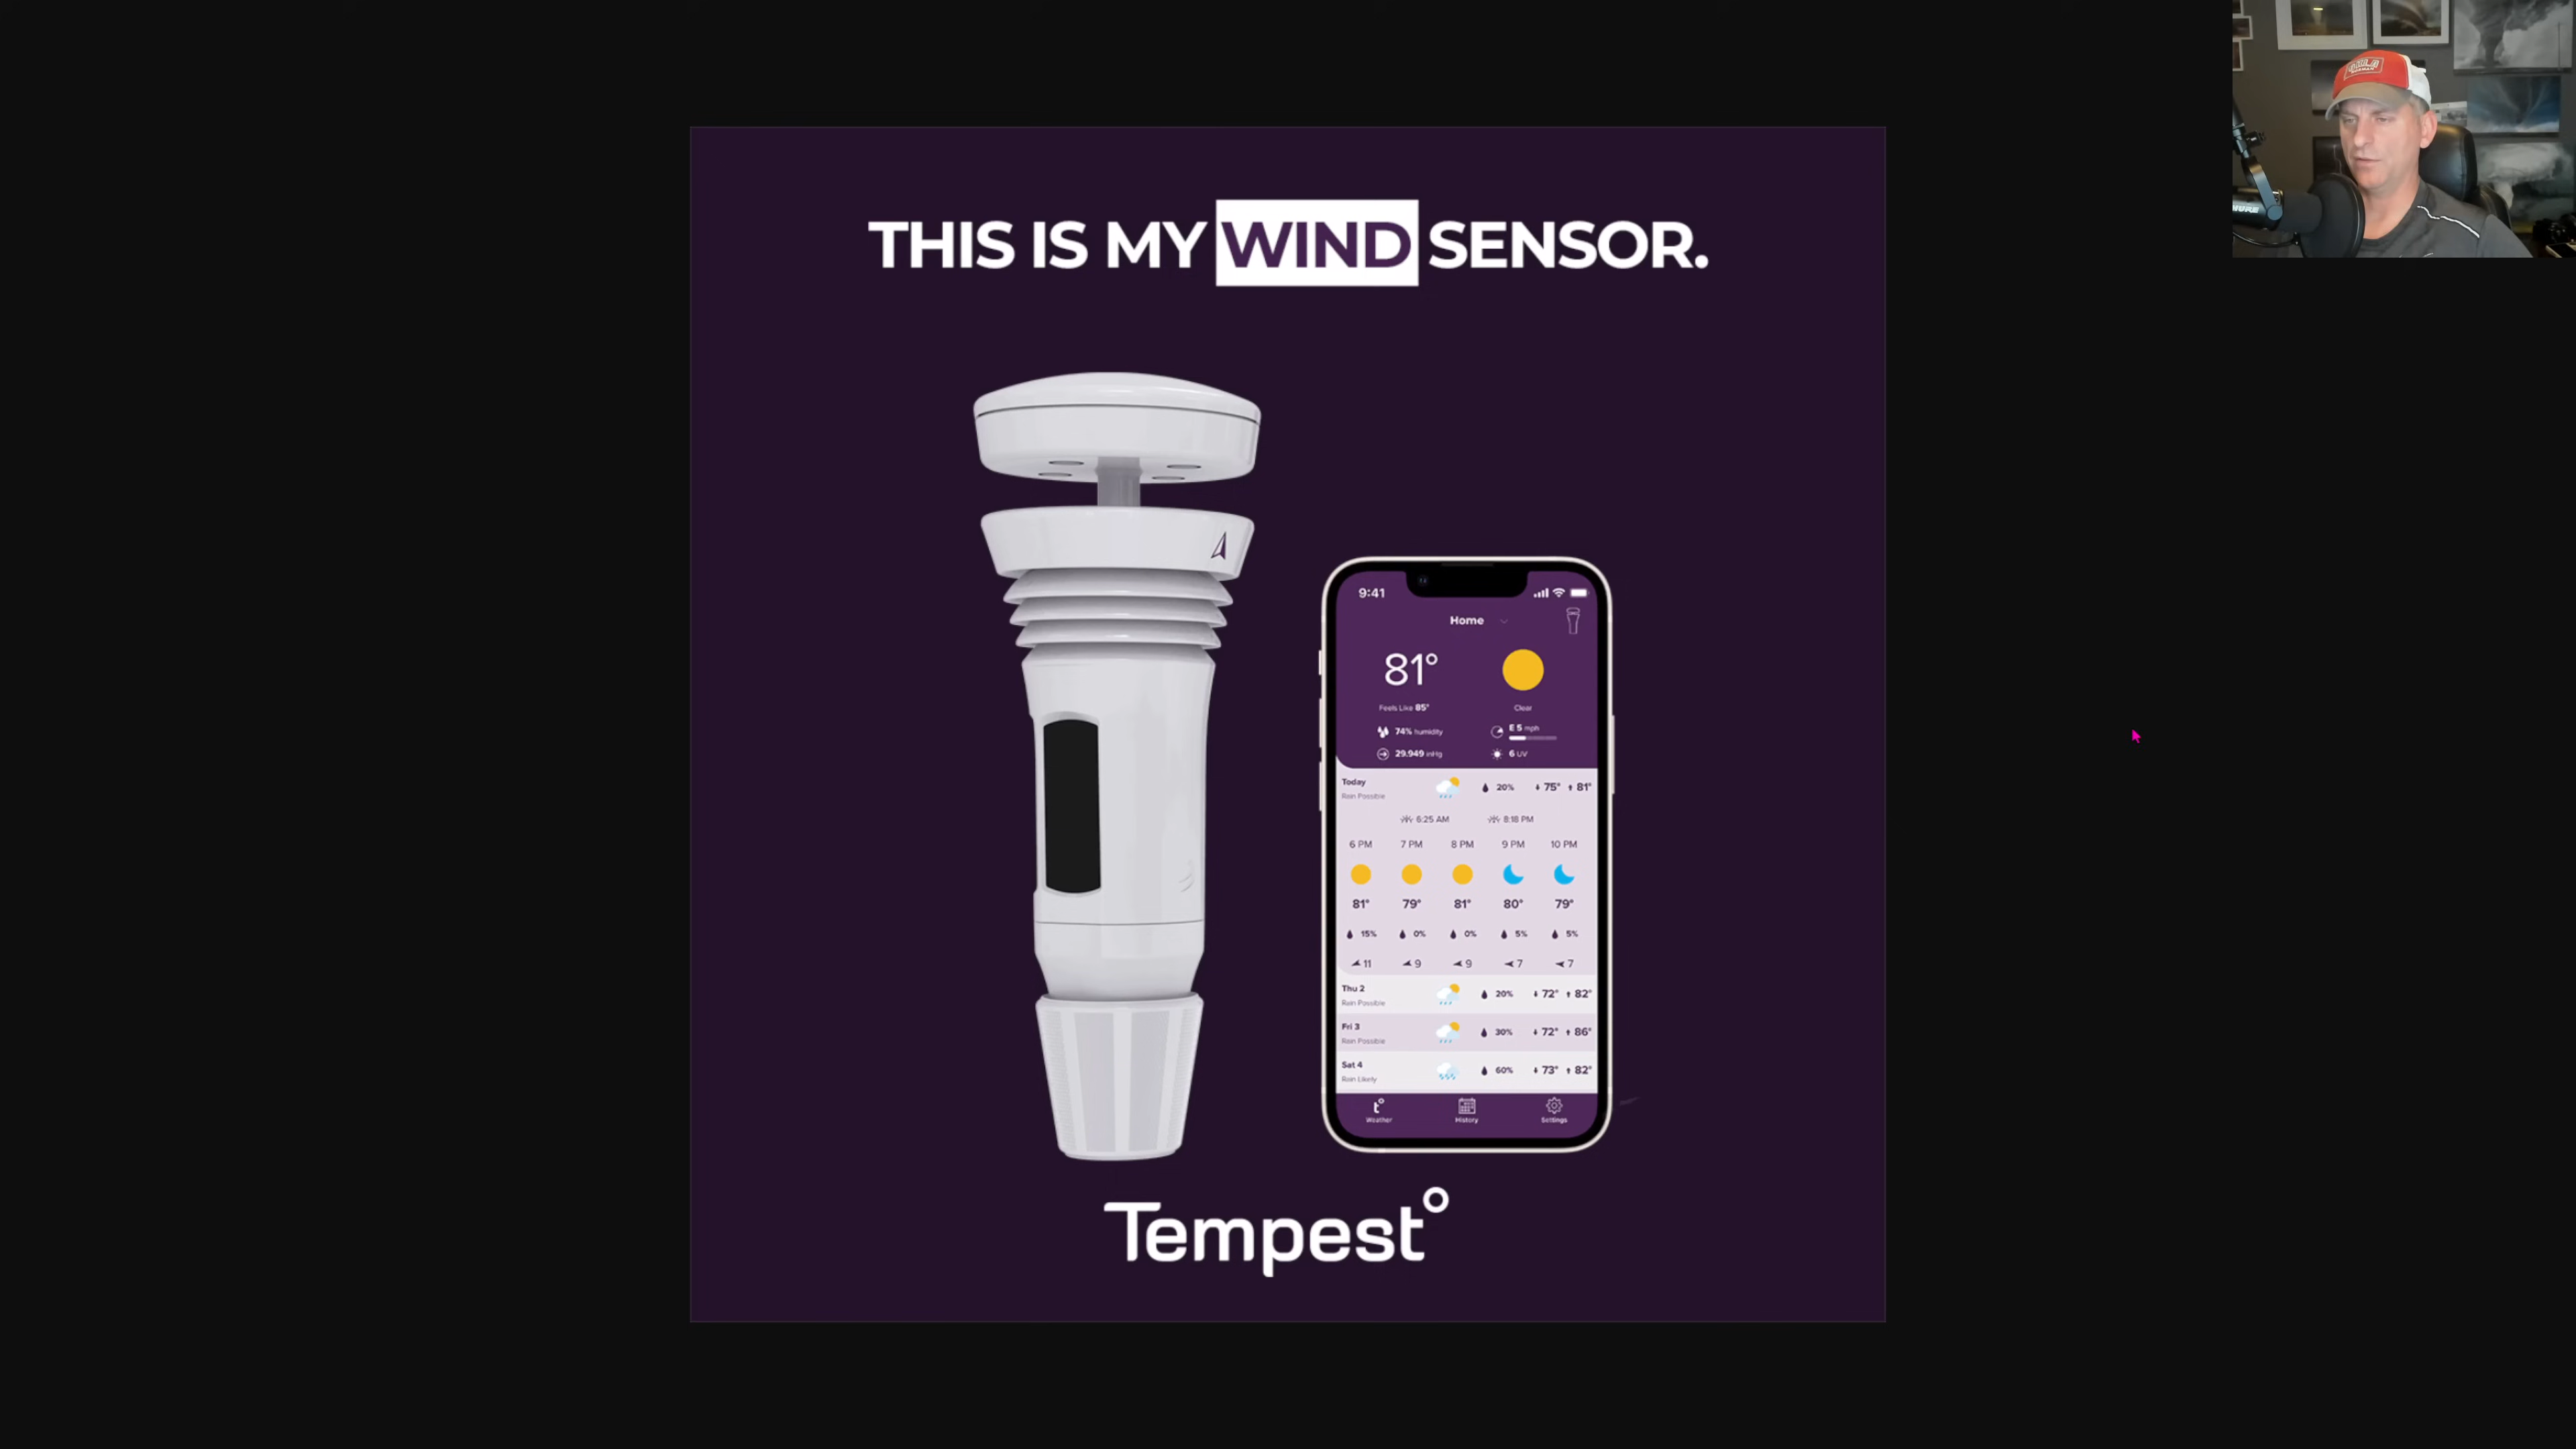 THIS IS MY WIND SENSOR.
9:41
Home
81°
Feels Like 85°
Clear
74% humidity
E 5 mph
29.949 inHg
6 UV
Today
Rain Possible
20%
75° 81°
6:25 AM 8:18 PM
6 PM 7 PM 8 PM 9 PM 10 PM
81° 79° 81° 80° 79°
15% 0% 0% 5% 5%
11 9 9 7 7
Thu 2
Rain Possible
20%
72° 82°
Fri 3
Rain Possible
30%
72° 86°
Sat 4
Rain Likely
60%
73° 82°
t°
Weather History Settings
Tempest°